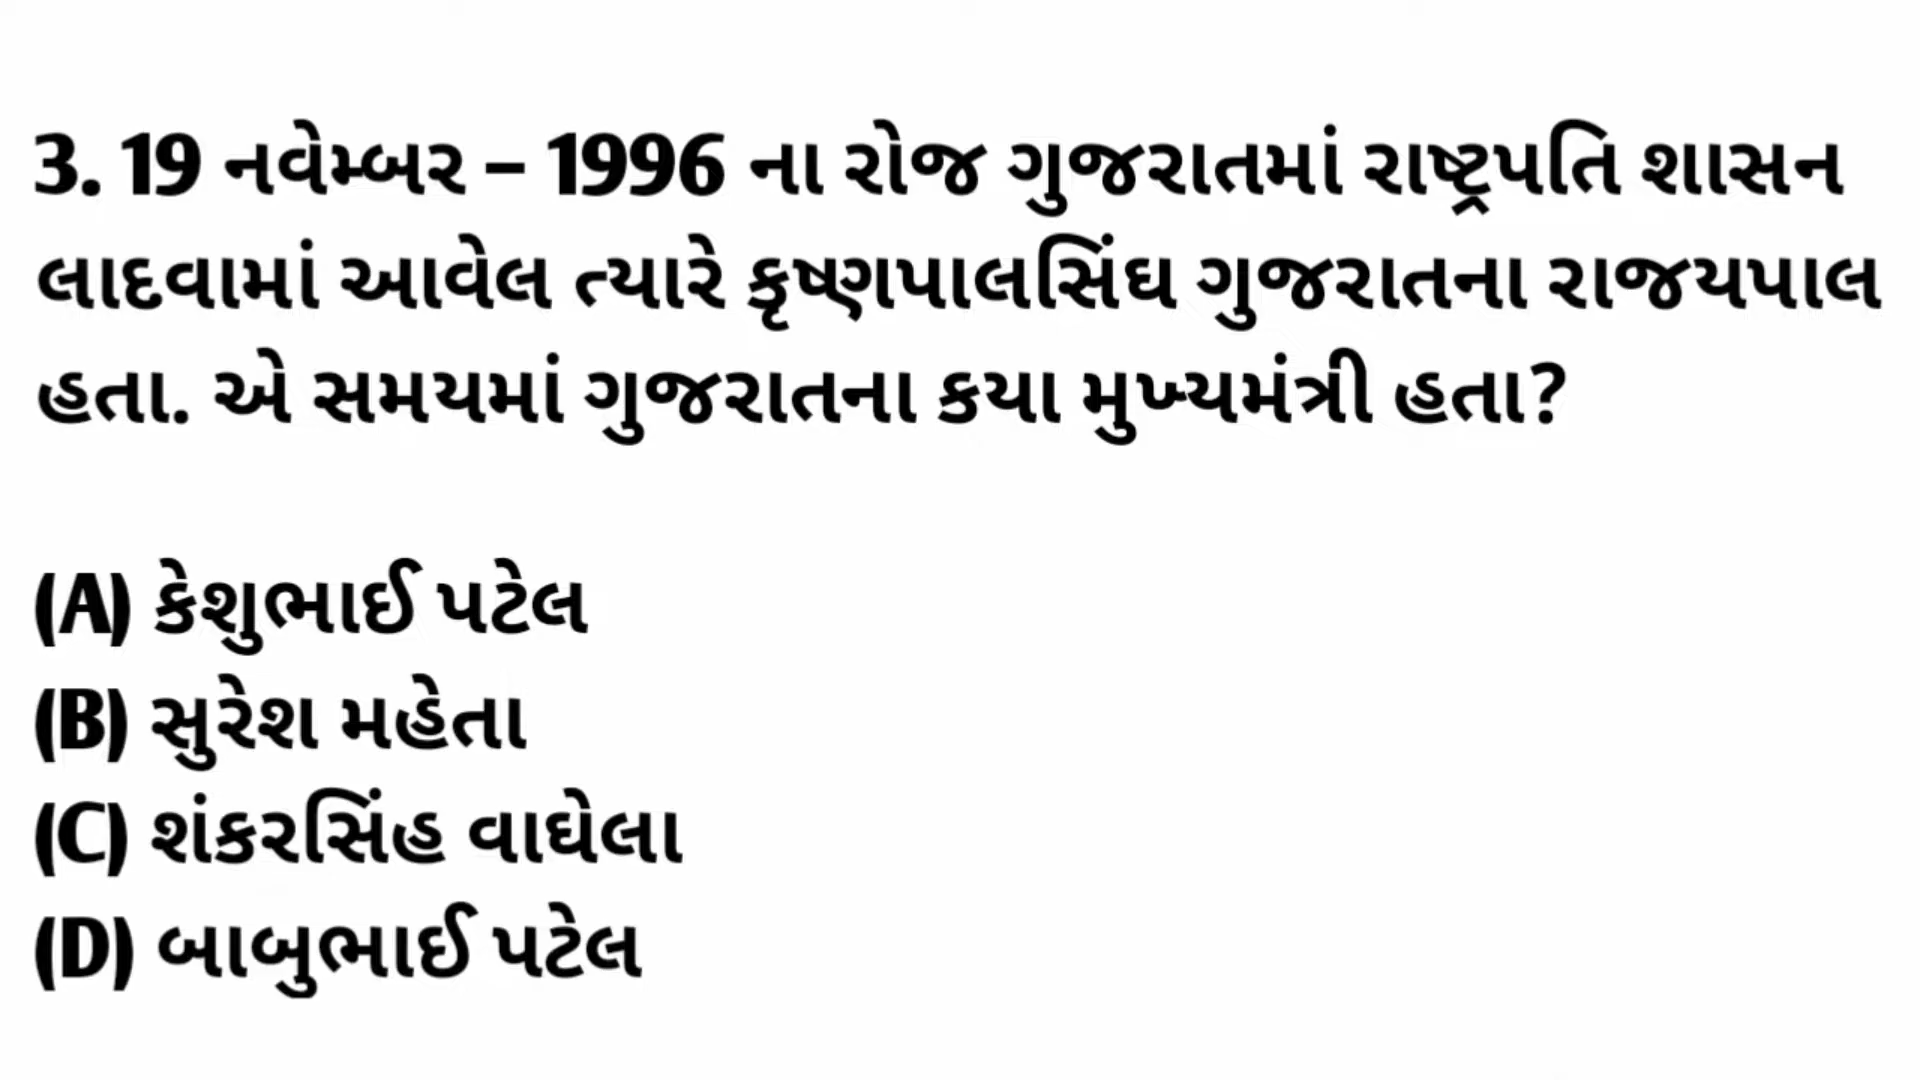 3. 19 નવેમ્બર – 1996 ના રોજ ગુજરાતમાં રાષ્ટ્રપતિ શાસન
લાદવામાં આવેલ ત્યારે કૃષ્ણપાલસિંઘ ગુજરાતના રાજયપાલ
હતા. એ સમયમાં ગુજરાતના કયા મુખ્યમંત્રી હતા?
(A) કેશુભાઈ પટેલ
(B) સુરેશ મહેતા
(C) શંકરસિંહ વાઘેલા
(D) બાબુભાઈ પટેલ